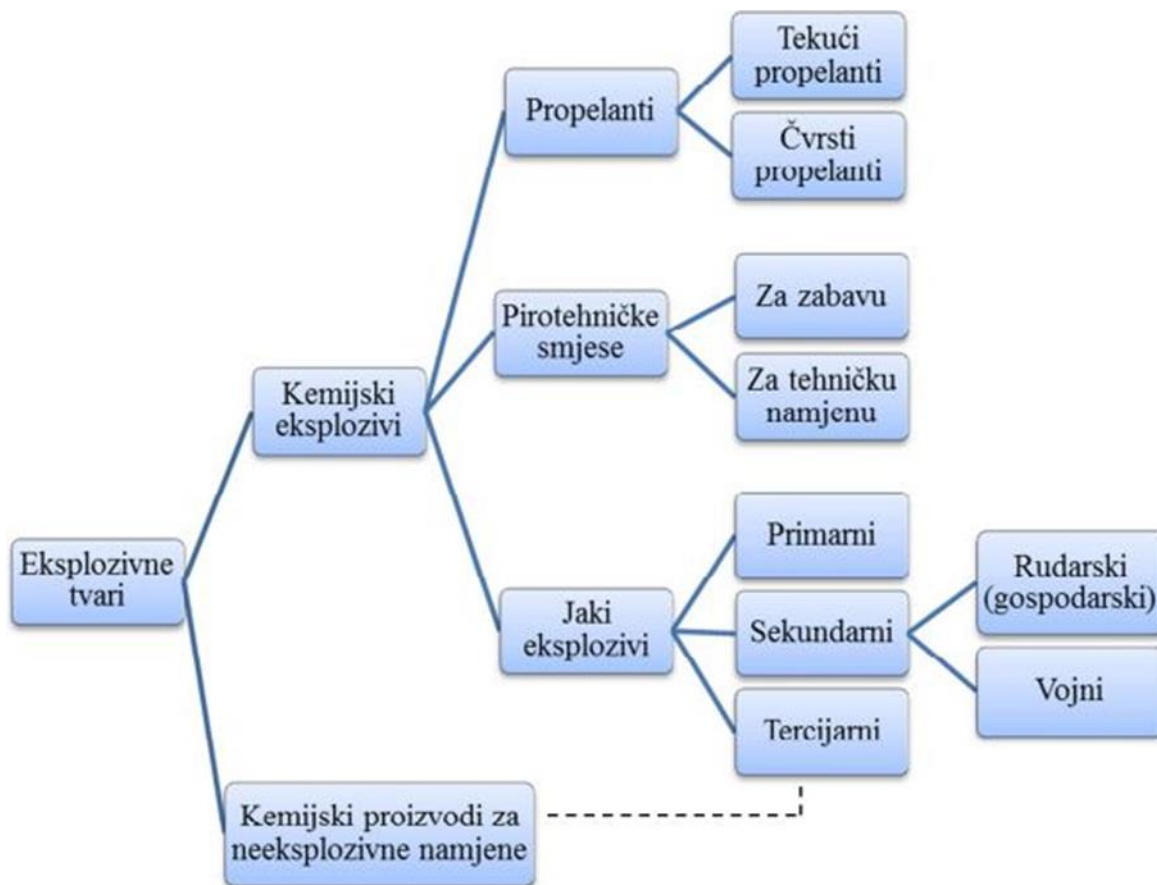 Eksplozivne
tvari
Kemijski
eksplozivi
Propelanti
Tekući
propelanti
Čvrsti
propelanti
Pirotehničke
smjese
Za zabavu
Za tehničku
namjenu
Jaki
eksplozivi
Primarni
Sekundarni
Rudarski
(gospodarski)
Vojni
Tercijarni
Kemijski proizvodi za
neeksplozivne namjene